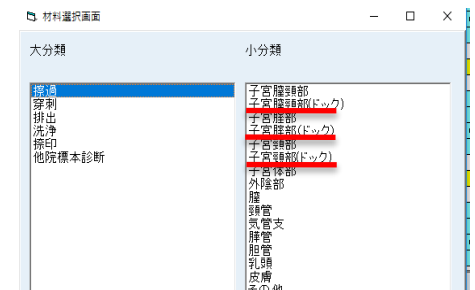 材料選択画面
大分類
小分類
擦過
穿刺
排出
洗浄
捺印
他院標本診断
子宮腟頸部
子宮腟頸部(ドック)
子宮腟部
子宮腟部(ドック)
子宮頸部
子宮頸部(ドック)
子宮体部
外陰部
腟
頸管
気管支
膵管
胆管
乳頭
皮膚
その他